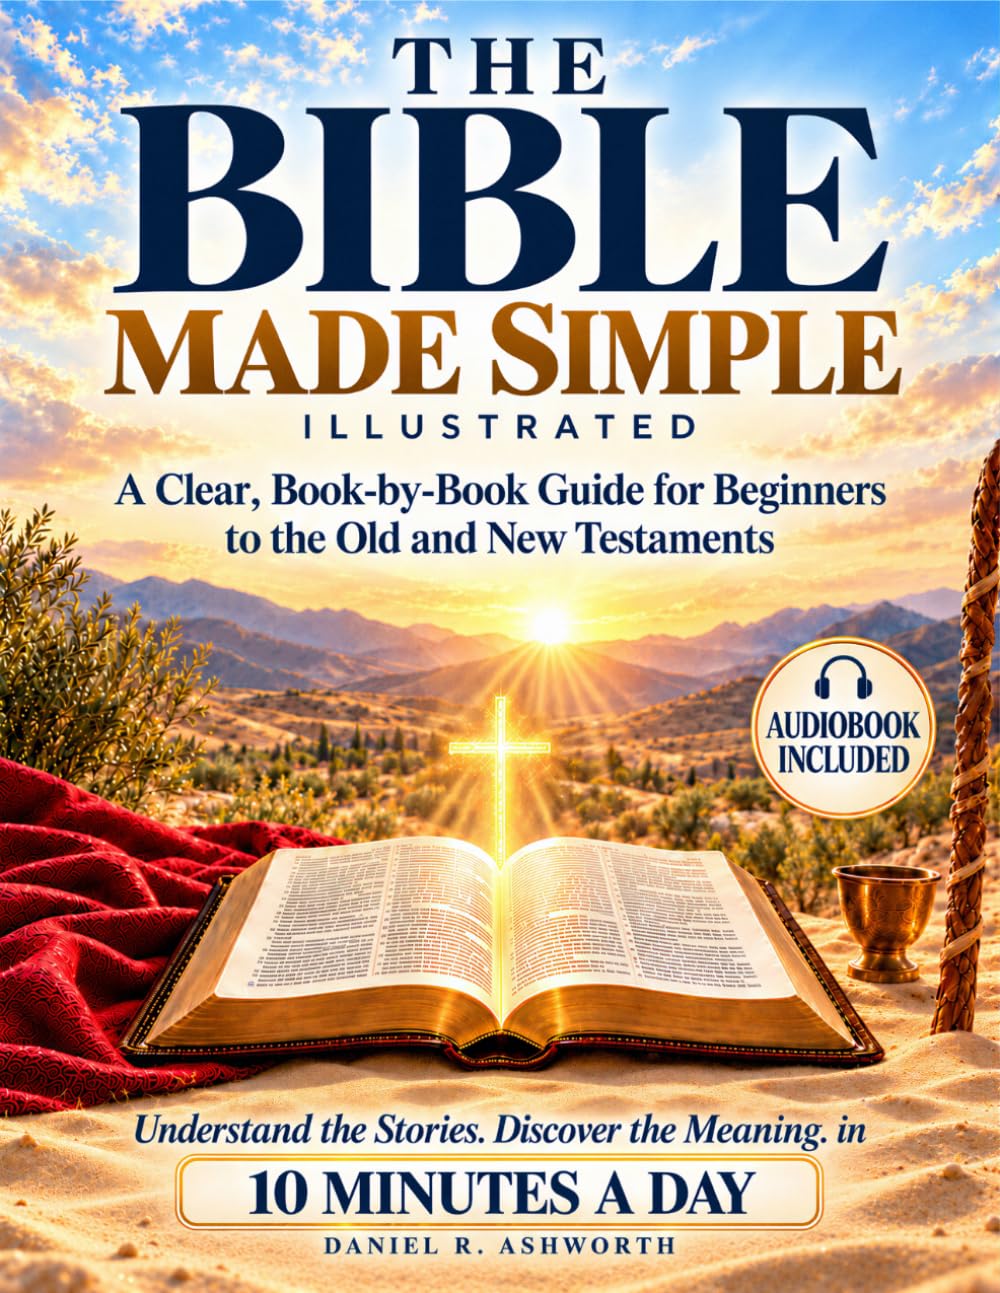 THE
BIBLE
MADE SIMPLE
ILLUSTRATED
A Clear, Book-by-Book Guide for Beginners
to the Old and New Testaments
AUDIOBOOK
INCLUDED
Understand the Stories. Discover the Meaning. in
10 MINUTES A DAY
DANIEL R. ASHWORTH